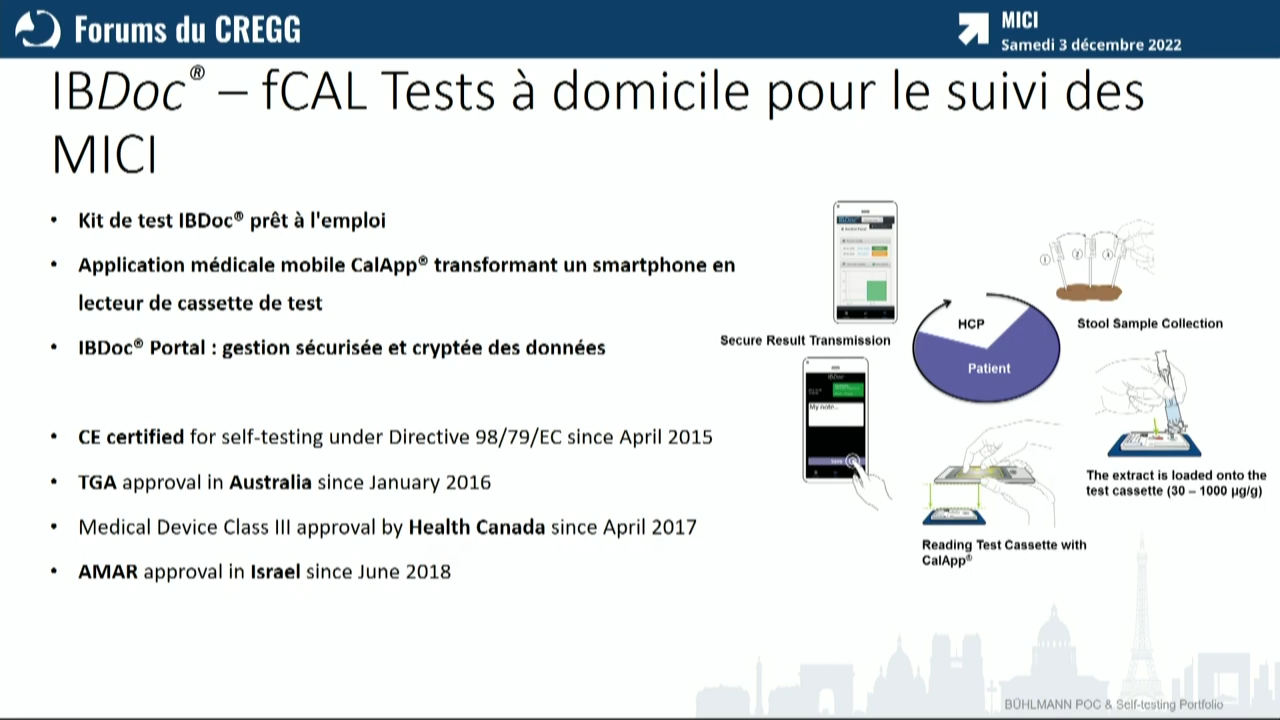 Forums du CREGG
MICI
Samedi 3 décembre 2022
IBDoc® – fCAL Tests à domicile pour le suivi des
MICI
• Kit de test IBDoc® prêt à l'emploi
• Application médicale mobile CalApp® transformant un smartphone en
lecteur de cassette de test
• IBDoc® Portal : gestion sécurisée et cryptée des données
• CE certified for self-testing under Directive 98/79/EC since April 2015
• TGA approval in Australia since January 2016
• Medical Device Class III approval by Health Canada since April 2017
• AMAR approval in Israel since June 2018
HCP
Patient
Stool Sample Collection
Secure Result Transmission
My note...
The extract is loaded onto the
test cassette (30 – 1000 µg/g)
Reading Test Cassette with
CalApp®
BÜHLMANN POC & Self-testing Portfolio